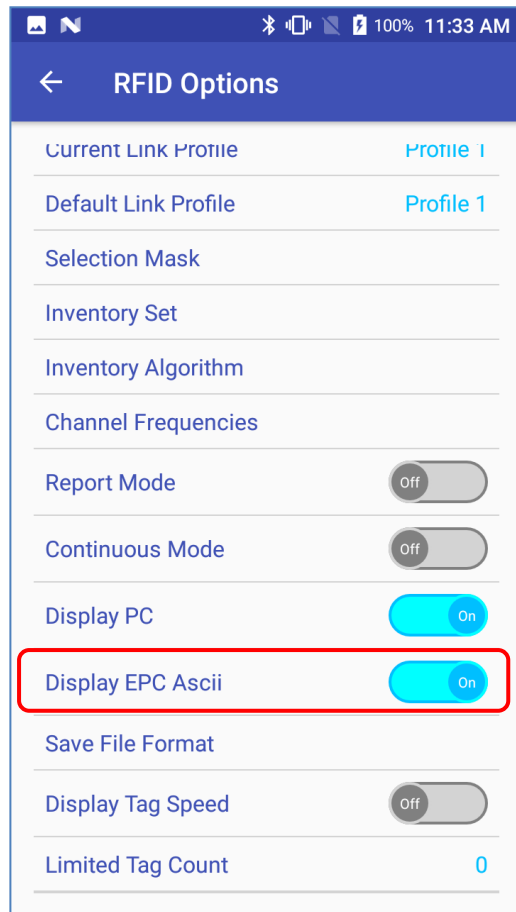 100% 11:33 AM
RFID Options
Current Link Profile Profile 1
Default Link Profile Profile 1
Selection Mask
Inventory Set
Inventory Algorithm
Channel Frequencies
Report Mode Off
Continuous Mode Off
Display PC On
Display EPC Ascii On
Save File Format
Display Tag Speed Off
Limited Tag Count 0